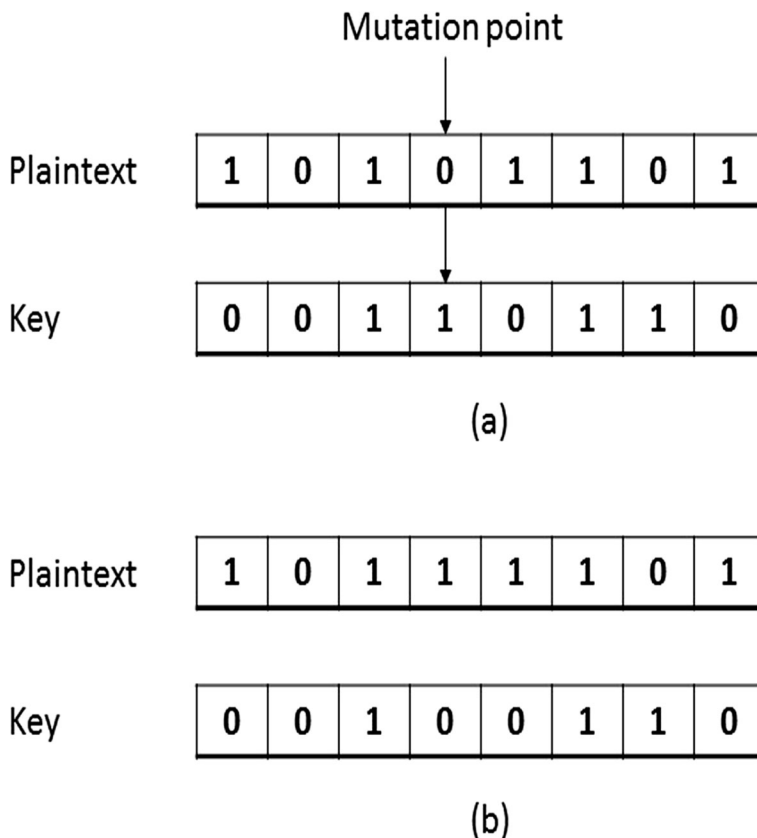 Mutation point
Plaintext 1 0 1 0 1 1 0 1
Key 0 0 1 1 0 1 1 0
(a)
Plaintext 1 0 1 1 1 1 0 1
Key 0 0 1 0 0 1 1 0
(b)